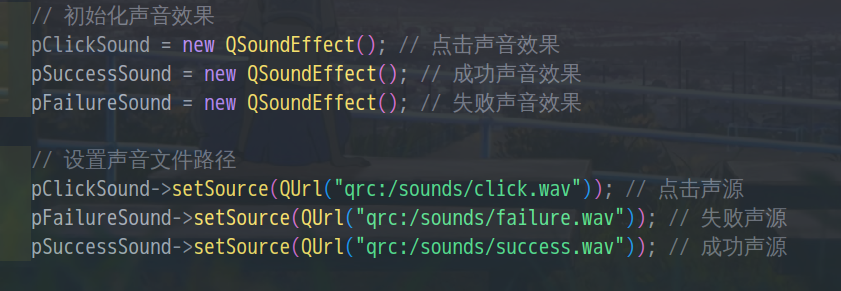 // 初始化声音效果
pClickSound = new QSoundEffect(); // 点击声音效果
pSuccessSound = new QSoundEffect(); // 成功声音效果
pFailureSound = new QSoundEffect(); // 失败声音效果
// 设置声音文件路径
pClickSound->setSource(QUrl("qrc:/sounds/click.wav")); // 点击声源
pFailureSound->setSource(QUrl("qrc:/sounds/failure.wav")); // 失败声源
pSuccessSound->setSource(QUrl("qrc:/sounds/success.wav")); // 成功声源